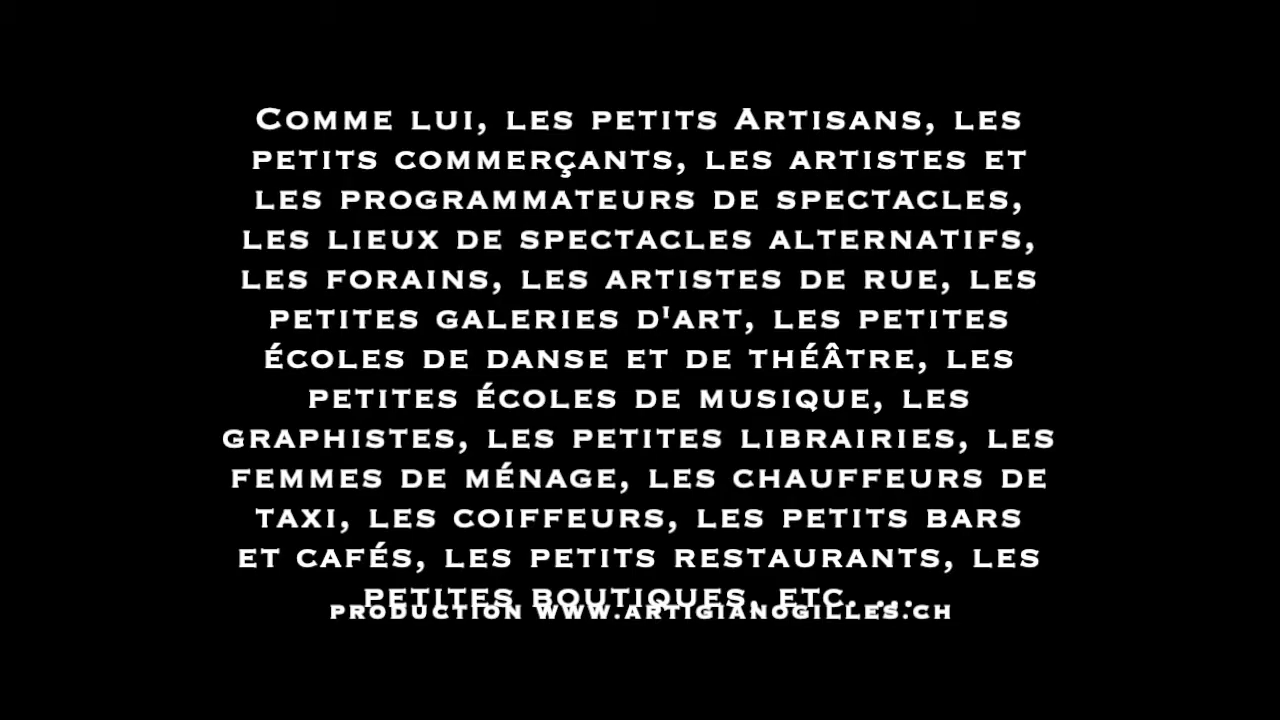 Comme lui, les petits Artisans, les
petits commerçants, les artistes et
les programmateurs de spectacles,
les lieux de spectacles alternatifs,
les forains, les artistes de rue, les
petites galeries d'art, les petites
écoles de danse et de théâtre, les
petites écoles de musique, les
graphistes, les petites librairies, les
femmes de ménage, les chauffeurs de
taxi, les coiffeurs, les petits bars
et cafés, les petits restaurants, les
petites boutiques, etc. ...
production www.artigianogilles.ch